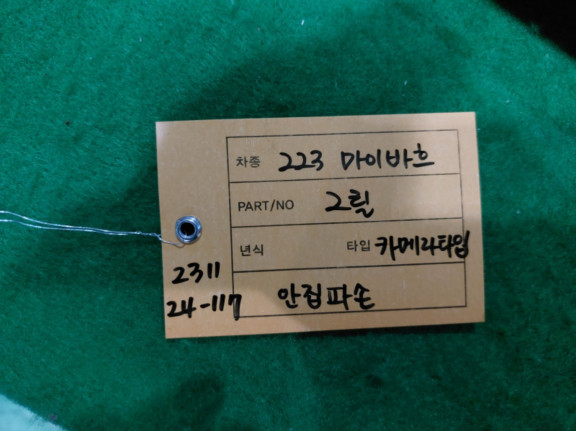 차종 223 마이바흐
PART/NO 그릴
년식 타입 카메라타입
안김파손
2311
24-117